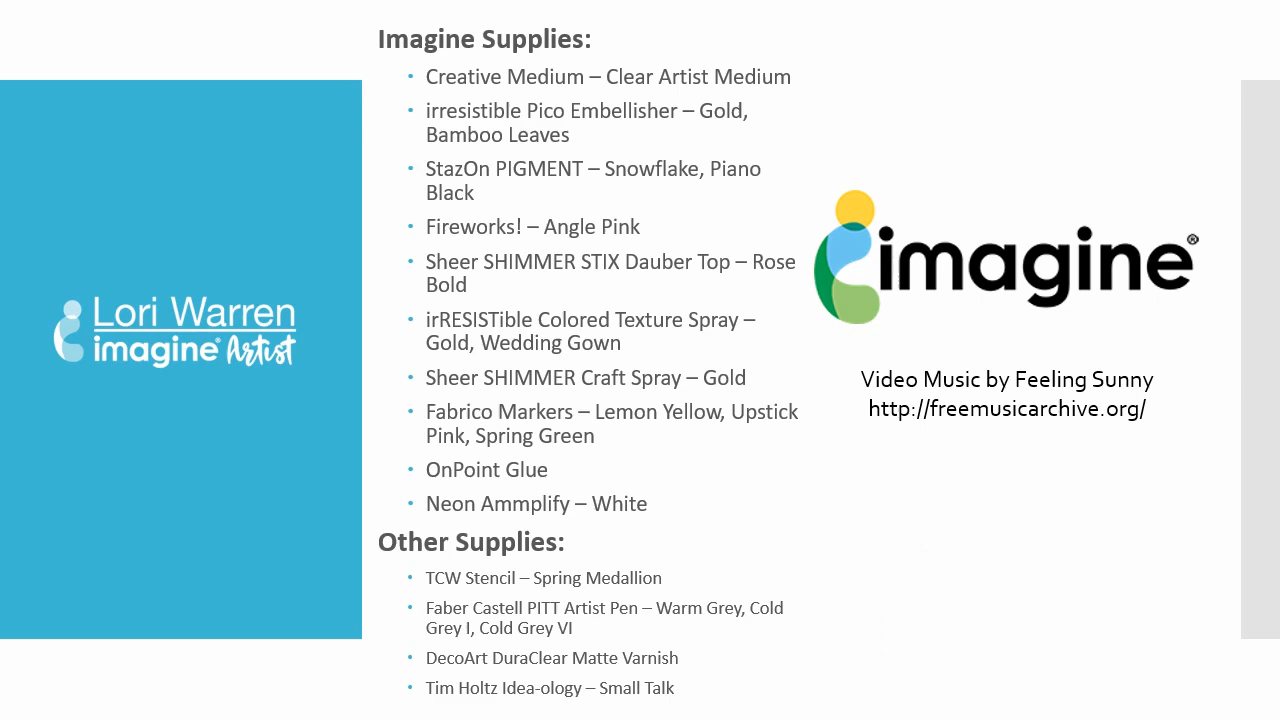 Lori Warren
imagine® Artist
Imagine Supplies:
• Creative Medium – Clear Artist Medium
• irresistible Pico Embellisher – Gold,
Bamboo Leaves
• StazOn PIGMENT – Snowflake, Piano
Black
• Fireworks! – Angle Pink
• Sheer SHIMMER STIX Dauber Top – Rose
Bold
• irRESISTible Colored Texture Spray –
Gold, Wedding Gown
• Sheer SHIMMER Craft Spray – Gold
• Fabrico Markers – Lemon Yellow, Upstick
Pink, Spring Green
• OnPoint Glue
• Neon Ammplify – White
Other Supplies:
• TCW Stencil – Spring Medallion
• Faber Castell PITT Artist Pen – Warm Grey, Cold
Grey I, Cold Grey VI
• DecoArt DuraClear Matte Varnish
• Tim Holtz Idea-ology – Small Talk
imagine®
Video Music by Feeling Sunny
http://freemusicarchive.org/